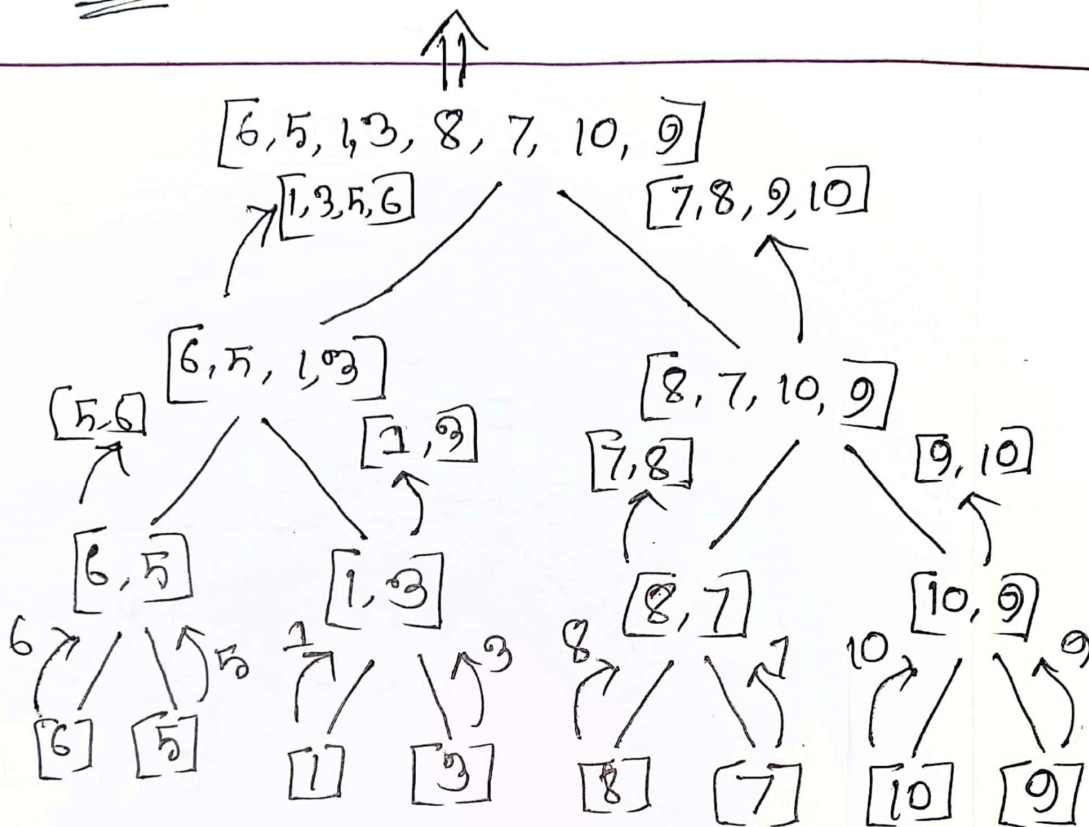 [6, 5, 1, 3, 8, 7, 10, 9]
[1, 3, 5, 6] [7, 8, 9, 10]
[6, 5, 1, 3] [8, 7, 10, 9]
[5, 6] [1, 3] [7, 8] [9, 10]
[6, 5] [1, 3] [8, 7] [10, 9]
6 5 1 3 8 7 10 9
[6] [5] [1] [3] [8] [7] [10] [9]